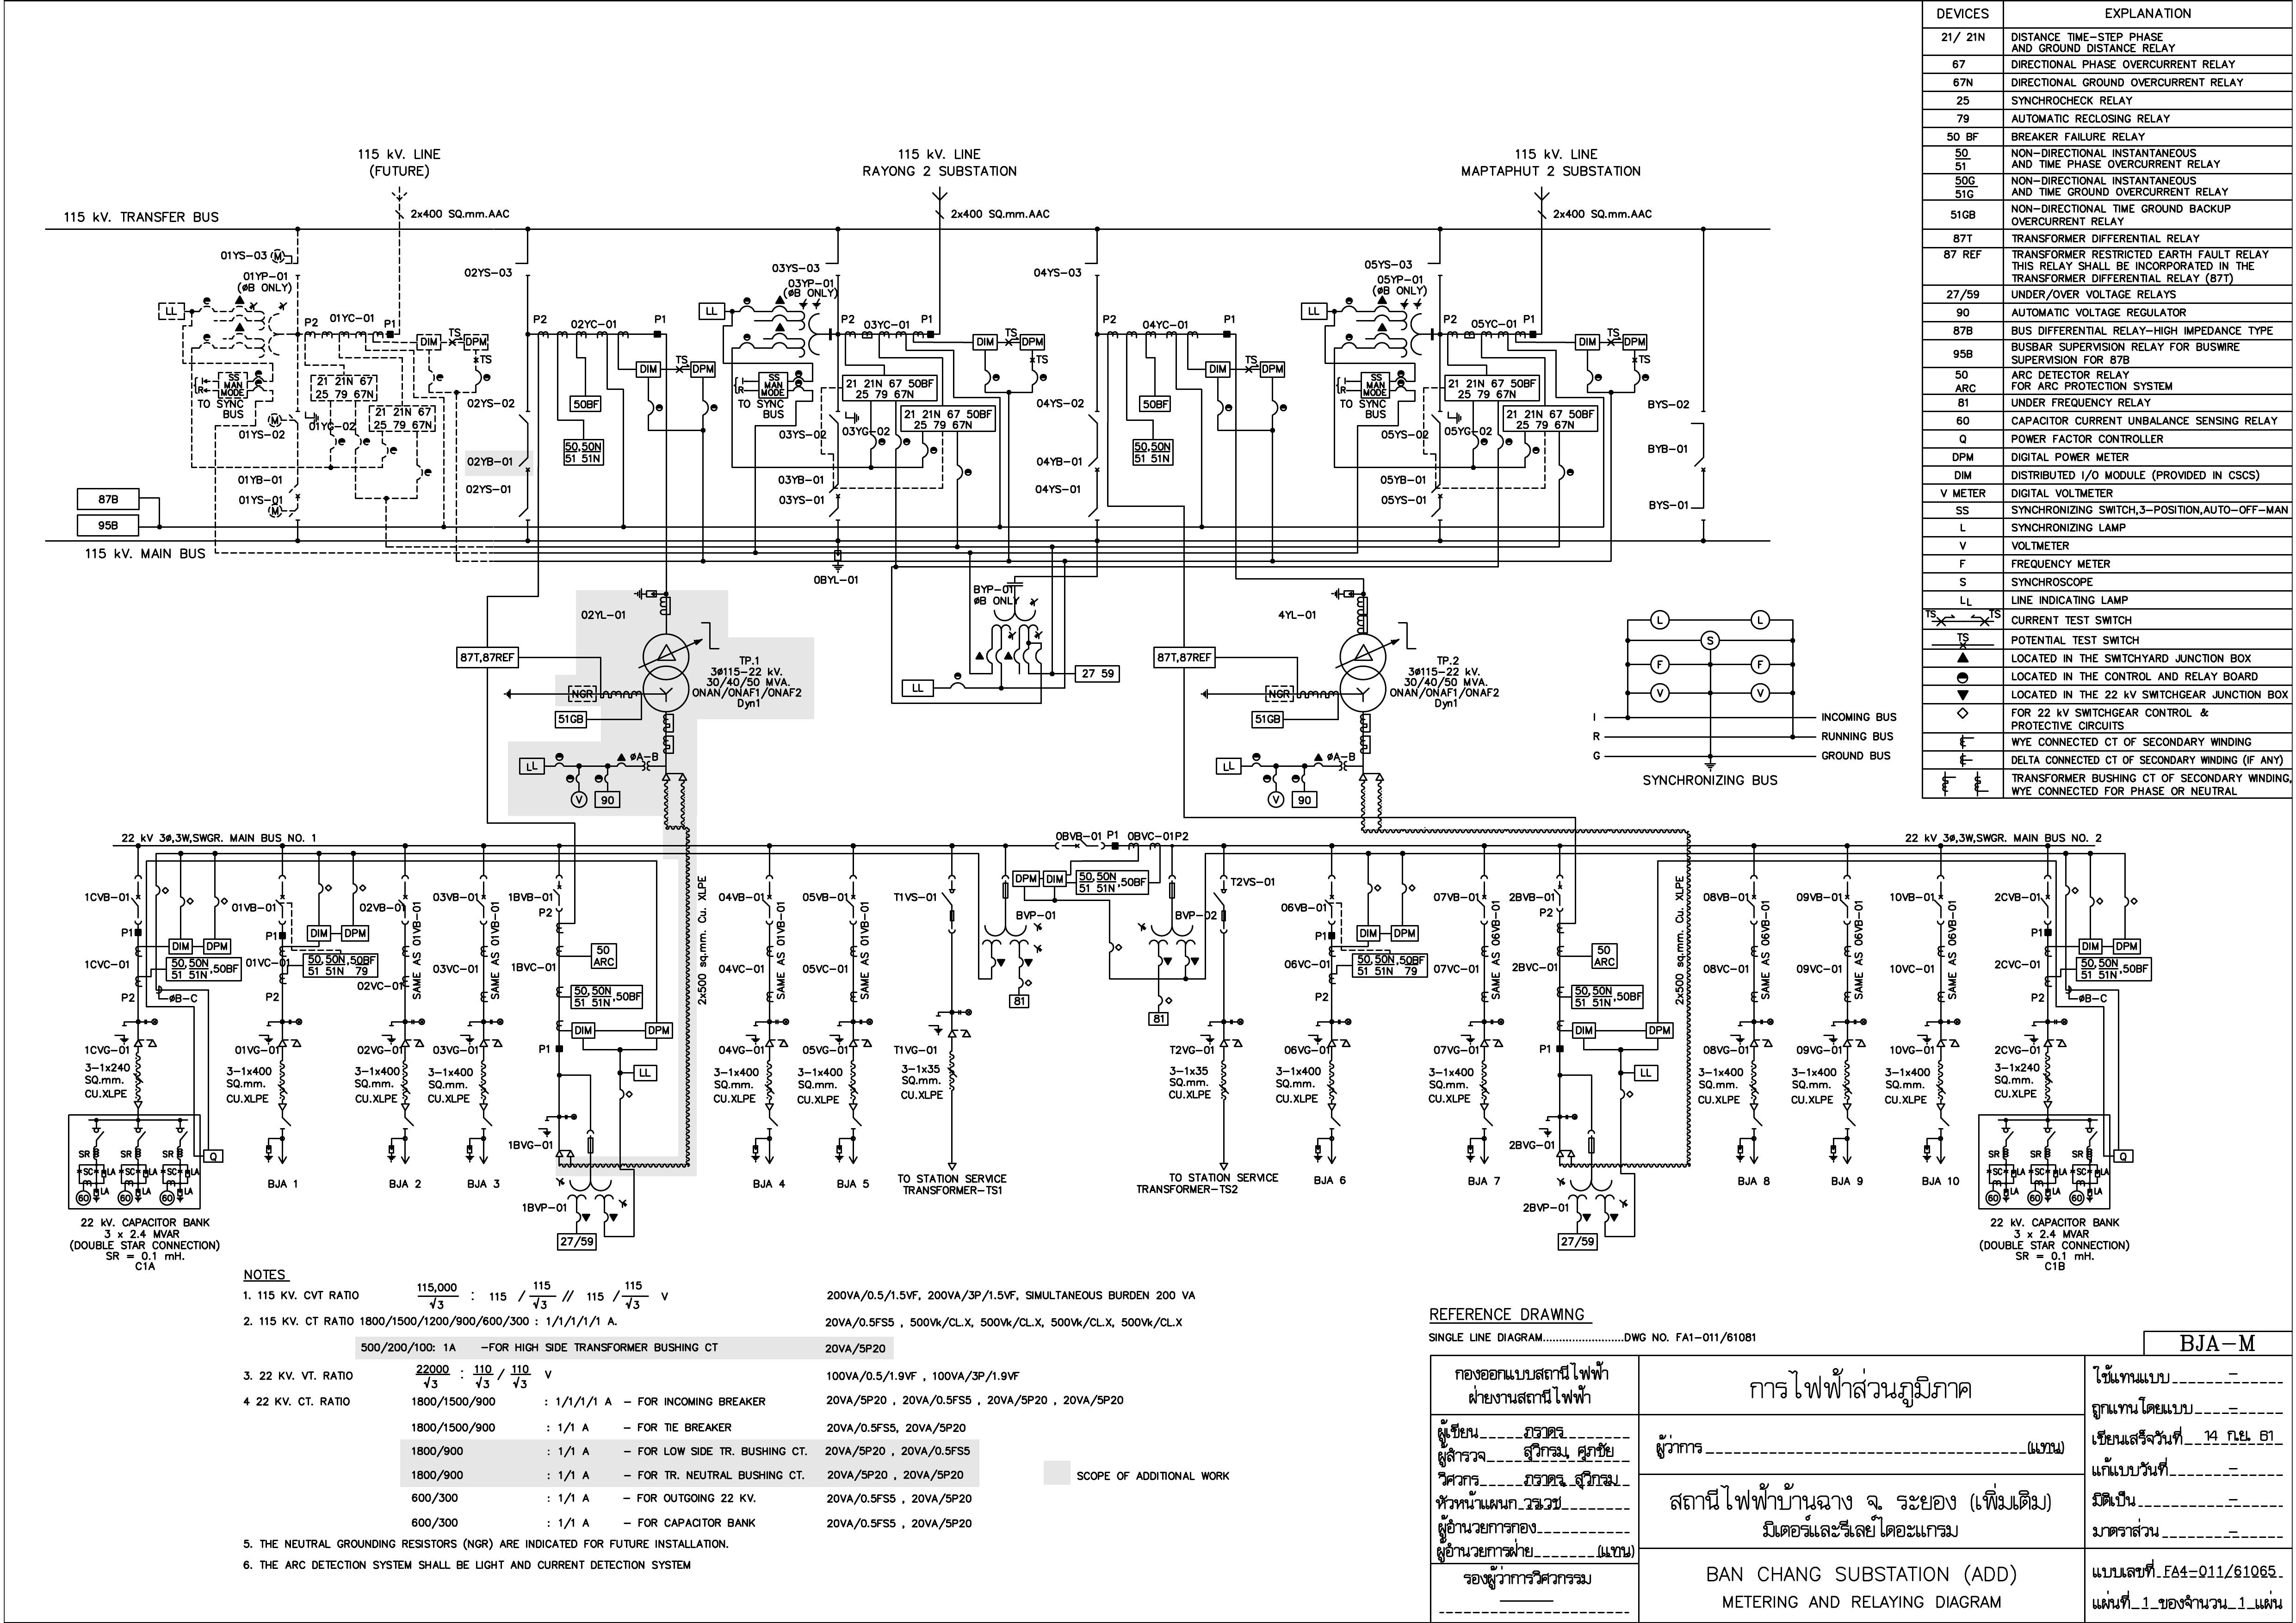 DEVICES EXPLANATION
21/ 21N DISTANCE TIME-STEP PHASE
AND GROUND DISTANCE RELAY
67 DIRECTIONAL PHASE OVERCURRENT RELAY
67N DIRECTIONAL GROUND OVERCURRENT RELAY
25 SYNCHROCHECK RELAY
79 AUTOMATIC RECLOSING RELAY
50 BF BREAKER FAILURE RELAY
50 NON-DIRECTIONAL INSTANTANEOUS
51 AND TIME PHASE OVERCURRENT RELAY
50G NON-DIRECTIONAL INSTANTANEOUS
51G AND TIME GROUND OVERCURRENT RELAY
51GB NON-DIRECTIONAL TIME GROUND BACKUP
OVERCURRENT RELAY
87T TRANSFORMER DIFFERENTIAL RELAY
87 REF TRANSFORMER RESTRICTED EARTH FAULT RELAY
THIS RELAY SHALL BE INCORPORATED IN THE
TRANSFORMER DIFFERENTIAL RELAY (87T)
27/59 UNDER/OVER VOLTAGE RELAYS
90 AUTOMATIC VOLTAGE REGULATOR
87B BUS DIFFERENTIAL RELAY-HIGH IMPEDANCE TYPE
95B BUSBAR SUPERVISION RELAY FOR BUSWIRE
SUPERVISION FOR 87B
50 ARC DETECTOR RELAY
ARC FOR ARC PROTECTION SYSTEM
81 UNDER FREQUENCY RELAY
60 CAPACITOR CURRENT UNBALANCE SENSING RELAY
Q POWER FACTOR CONTROLLER
DPM DIGITAL POWER METER
DIM DISTRIBUTED I/O MODULE (PROVIDED IN CSCS)
V METER DIGITAL VOLTMETER
SS SYNCHRONIZING SWITCH,3-POSITION,AUTO-OFF-MAN
L SYNCHRONIZING LAMP
V VOLTMETER
F FREQUENCY METER
S SYNCHROSCOPE
LL LINE INDICATING LAMP
TS TS CURRENT TEST SWITCH
TS POTENTIAL TEST SWITCH
▲ LOCATED IN THE SWITCHYARD JUNCTION BOX
LOCATED IN THE CONTROL AND RELAY BOARD
▼ LOCATED IN THE 22 kV SWITCHGEAR JUNCTION BOX
◇ FOR 22 kV SWITCHGEAR CONTROL &
PROTECTIVE CIRCUITS
WYE CONNECTED CT OF SECONDARY WINDING
DELTA CONNECTED CT OF SECONDARY WINDING (IF ANY)
TRANSFORMER BUSHING CT OF SECONDARY WINDING,
WYE CONNECTED FOR PHASE OR NEUTRAL
115 kV. LINE
(FUTURE)
115 kV. LINE
RAYONG 2 SUBSTATION
115 kV. LINE
MAPTAPHUT 2 SUBSTATION
115 kV. TRANSFER BUS
2x400 SQ.mm.AAC
2x400 SQ.mm.AAC
2x400 SQ.mm.AAC
01YS-03 M
01YP-01
(øB ONLY)
LL
P2 01YC-01 P1
DIM TS DPM
TS
SS
MAN
MODE
R
TO SYNC
BUS
21 21N 67
25 79 67N
21 21N 67
25 79 67N
M
01YS-02
01YG-02
01YB-01
01YS-01
M
02YS-03
P2 02YC-01 P1
DIM TS DPM
50BF
50,50N
51 51N
02YS-02
02YB-01
02YS-01
03YS-03
03YP-01
(øB ONLY)
LL
P2 03YC-01 P1
DIM TS DPM
TS
SS
MAN
MODE
R
TO SYNC
BUS
21 21N 67 50BF
25 79 67N
21 21N 67 50BF
25 79 67N
03YS-02
03YG-02
03YB-01
03YS-01
04YS-03
P2 04YC-01 P1
DIM TS DPM
50BF
50,50N
51 51N
04YS-02
04YB-01
04YS-01
05YS-03
05YP-01
(øB ONLY)
LL
P2 05YC-01 P1
DIM TS DPM
TS
SS
MAN
MODE
R
TO SYNC
BUS
21 21N 67 50BF
25 79 67N
21 21N 67 50BF
25 79 67N
05YS-02
05YG-02
05YB-01
05YS-01
BYS-02
BYB-01
BYS-01
87B
95B
115 kV. MAIN BUS
0BYL-01
BYP-01
øB ONLY
LL
27 59
02YL-01
87T,87REF
TP.1
3ø115-22 kV.
30/40/50 MVA.
ONAN/ONAF1/ONAF2
Dyn1
NGR
51GB
LL
øA-B
V
90
4YL-01
87T,87REF
TP.2
3ø115-22 kV.
30/40/50 MVA.
ONAN/ONAF1/ONAF2
Dyn1
NGR
51GB
LL
øA-B
V
90
L L
S
F F
V V
I INCOMING BUS
R RUNNING BUS
G GROUND BUS
SYNCHRONIZING BUS
22 kV 3ø,3W,SWGR. MAIN BUS NO. 1
0BVB-01 P1 0BVC-01P2
22 kV 3ø,3W,SWGR. MAIN BUS NO. 2
1CVB-01
P1
DIM DPM
1CVC-01
50,50N,50BF
51 51N
P2
øB-C
1CVG-01
3-1x240
SQ.mm.
CU.XLPE
SR SR SR
SC LA SC LA SC LA
60 LA 60 LA 60 LA
Q
22 kV. CAPACITOR BANK
3 x 2.4 MVAR
(DOUBLE STAR CONNECTION)
SR = 0.1 mH.
C1A
01VB-01
P1
DIM DPM
01VC-01
50,50N,50BF
51 51N 79
P2
01VG-01
3-1x400
SQ.mm.
CU.XLPE
BJA 1
02VB-01
SAME AS 01VB-01
02VC-01
02VG-01
3-1x400
SQ.mm.
CU.XLPE
BJA 2
03VB-01
SAME AS 01VB-01
03VC-01
03VG-01
3-1x400
SQ.mm.
CU.XLPE
BJA 3
1BVB-01
P2
50
ARC
1BVC-01
50,50N,50BF
51 51N
DIM DPM
P1
LL
1BVG-01
1BVP-01
27/59
2x500 sq.mm. Cu. XLPE
04VB-01
SAME AS 01VB-01
04VC-01
04VG-01
3-1x400
SQ.mm.
CU.XLPE
BJA 4
05VB-01
SAME AS 01VB-01
05VC-01
05VG-01
3-1x400
SQ.mm.
CU.XLPE
BJA 5
T1VS-01
T1VG-01
3-1x35
SQ.mm.
CU.XLPE
TO STATION SERVICE
TRANSFORMER-TS1
DPM DIM 50,50N,50BF
51 51N
BVP-01
81
BVP-02
81
T2VS-01
T2VG-01
3-1x35
SQ.mm.
CU.XLPE
TO STATION SERVICE
TRANSFORMER-TS2
06VB-01
P1
DIM DPM
06VC-01
50,50N,50BF
51 51N 79
P2
06VG-01
3-1x400
SQ.mm.
CU.XLPE
BJA 6
07VB-01
SAME AS 06VB-01
07VC-01
07VG-01
3-1x400
SQ.mm.
CU.XLPE
BJA 7
2BVB-01
P2
50
ARC
2BVC-01
50,50N,50BF
51 51N
DIM DPM
P1
LL
2BVG-01
2BVP-01
27/59
2x500 sq.mm. Cu. XLPE
08VB-01
SAME AS 06VB-01
08VC-01
08VG-01
3-1x400
SQ.mm.
CU.XLPE
BJA 8
09VB-01
SAME AS 06VB-01
09VC-01
09VG-01
3-1x400
SQ.mm.
CU.XLPE
BJA 9
10VB-01
SAME AS 06VB-01
10VC-01
10VG-01
3-1x400
SQ.mm.
CU.XLPE
BJA 10
2CVB-01
P1
DIM DPM
2CVC-01
50,50N,50BF
51 51N
P2
øB-C
2CVG-01
3-1x240
SQ.mm.
CU.XLPE
SR SR SR
SC LA SC LA SC LA
60 LA 60 LA 60 LA
Q
22 kV. CAPACITOR BANK
3 x 2.4 MVAR
(DOUBLE STAR CONNECTION)
SR = 0.1 mH.
C1B
NOTES
1. 115 KV. CVT RATIO 115,000/√3 : 115 / 115/√3 // 115 / 115/√3 V 200VA/0.5/1.5VF, 200VA/3P/1.5VF, SIMULTANEOUS BURDEN 200 VA
2. 115 KV. CT RATIO 1800/1500/1200/900/600/300 : 1/1/1/1/1 A. 20VA/0.5FS5 , 500Vk/CL.X, 500Vk/CL.X, 500Vk/CL.X, 500Vk/CL.X
500/200/100: 1A -FOR HIGH SIDE TRANSFORMER BUSHING CT 20VA/5P20
3. 22 KV. VT. RATIO 22000/√3 : 110/√3 / 110/√3 V 100VA/0.5/1.9VF , 100VA/3P/1.9VF
4 22 KV. CT. RATIO 1800/1500/900 : 1/1/1/1 A - FOR INCOMING BREAKER 20VA/5P20 , 20VA/0.5FS5 , 20VA/5P20 , 20VA/5P20
1800/1500/900 : 1/1 A - FOR TIE BREAKER 20VA/0.5FS5, 20VA/5P20
1800/900 : 1/1 A - FOR LOW SIDE TR. BUSHING CT. 20VA/5P20 , 20VA/0.5FS5
1800/900 : 1/1 A - FOR TR. NEUTRAL BUSHING CT. 20VA/5P20 , 20VA/5P20
600/300 : 1/1 A - FOR OUTGOING 22 KV. 20VA/0.5FS5 , 20VA/5P20
600/300 : 1/1 A - FOR CAPACITOR BANK 20VA/0.5FS5 , 20VA/5P20
5. THE NEUTRAL GROUNDING RESISTORS (NGR) ARE INDICATED FOR FUTURE INSTALLATION.
6. THE ARC DETECTION SYSTEM SHALL BE LIGHT AND CURRENT DETECTION SYSTEM
SCOPE OF ADDITIONAL WORK
REFERENCE DRAWING
SINGLE LINE DIAGRAM........................DWG NO. FA1-011/61081
BJA-M
กองออกแบบสถานีไฟฟ้า
ฝ่ายงานสถานีไฟฟ้า
การไฟฟ้าส่วนภูมิภาค
ผู้เขียน ภราดร
ผู้สำรวจ สุวิกรม, ศุภชัย
วิศวกร ภราดร, สุวิกรม
หัวหน้าแผนก วรเวช
ผู้อำนวยการกอง
ผู้อำนวยการฝ่าย (แทน)
รองผู้ว่าการวิศวกรรม
ผู้ว่าการ (แทน)
สถานีไฟฟ้าบ้านฉาง จ. ระยอง (เพิ่มเติม)
มิเตอร์และรีเลย์ไดอะแกรม
BAN CHANG SUBSTATION (ADD)
METERING AND RELAYING DIAGRAM
ใช้แทนแบบ -
ถูกแทนโดยแบบ -
เขียนเสร็จวันที่ 14 ก.ย. 61
แก้แบบวันที่ -
มิติเป็น -
มาตราส่วน -
แบบเลขที่ FA4-011/61065
แผ่นที่ 1 ของจำนวน 1 แผ่น